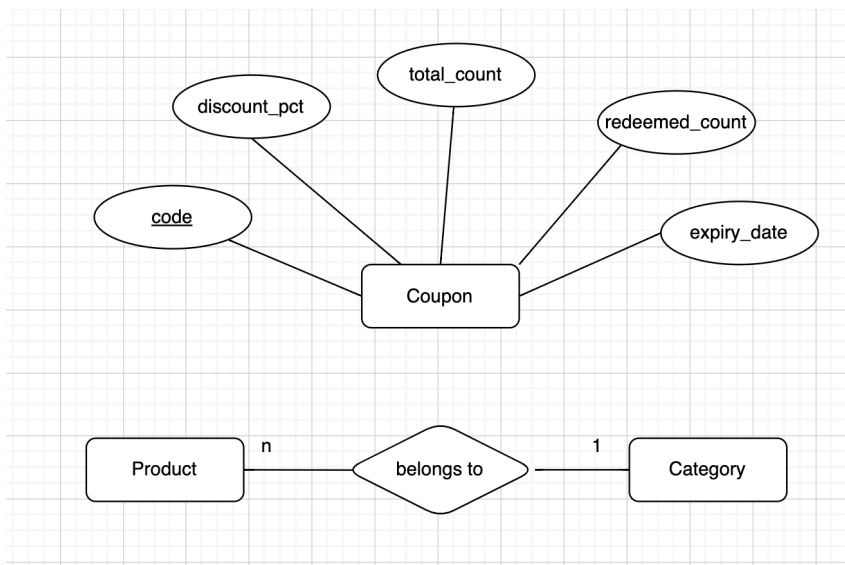 total_count
discount_pct
redeemed_count
code
expiry_date
Coupon
n
1
Product
belongs to
Category